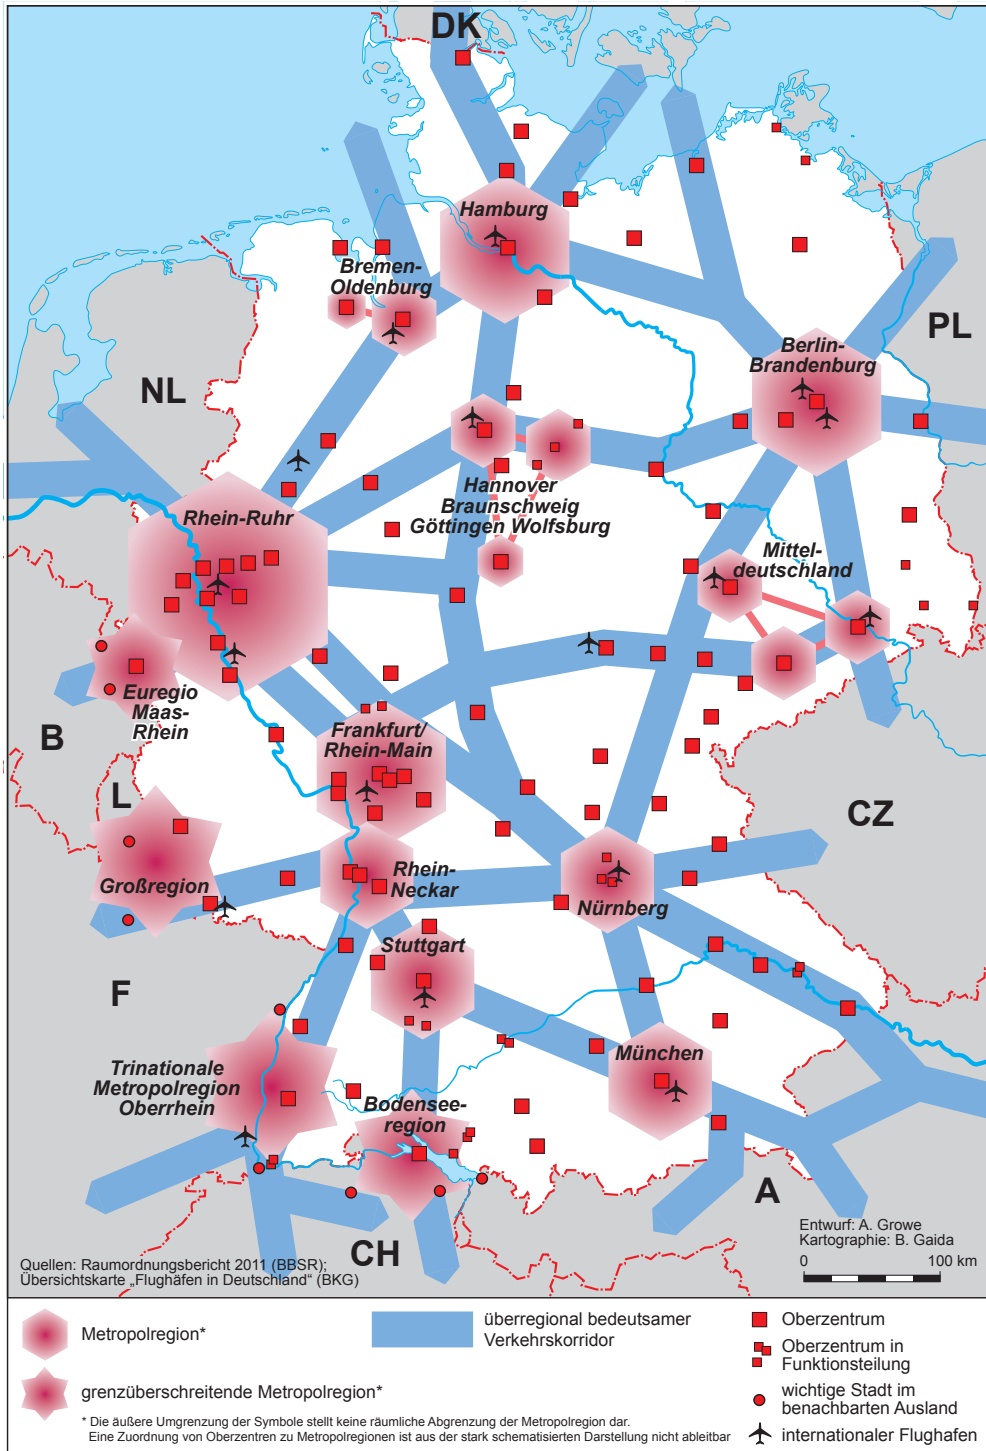 DK
Hamburg
Bremen-
Oldenburg
PL
Berlin-
Brandenburg
NL
Hannover
Braunschweig
Göttingen Wolfsburg
Rhein-Ruhr
Mittel-
deutschland
Euregio
Maas-
Rhein
B
Frankfurt/
Rhein-Main
L
CZ
Großregion
Rhein-
Neckar
Nürnberg
Stuttgart
F
München
Trinationale
Metropolregion
Oberrhein
Bodensee-
region
A
CH
Entwurf: A. Growe
Kartographie: B. Gaida
0 100 km
Quellen: Raumordnungsbericht 2011 (BBSR);
Übersichtskarte „Flughäfen in Deutschland“ (BKG)
Metropolregion*
grenzüberschreitende Metropolregion*
überregional bedeutsamer
Verkehrskorridor
Oberzentrum
Oberzentrum in
Funktionsteilung
wichtige Stadt im
benachbarten Ausland
internationaler Flughafen
* Die äußere Umgrenzung der Symbole stellt keine räumliche Abgrenzung der Metropolregion dar.
Eine Zuordnung von Oberzentren zu Metropolregionen ist aus der stark schematisierten Darstellung nicht ableitbar